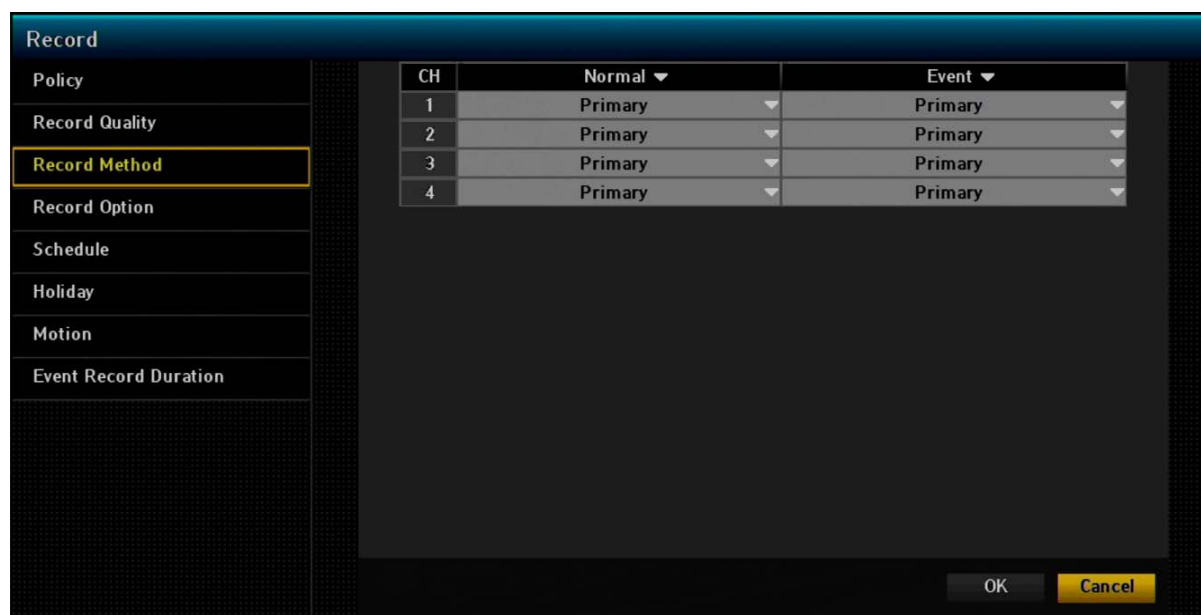 Record
Policy
Record Quality
Record Method
Record Option
Schedule
Holiday
Motion
Event Record Duration
CH Normal Event
1 Primary Primary
2 Primary Primary
3 Primary Primary
4 Primary Primary
OK Cancel